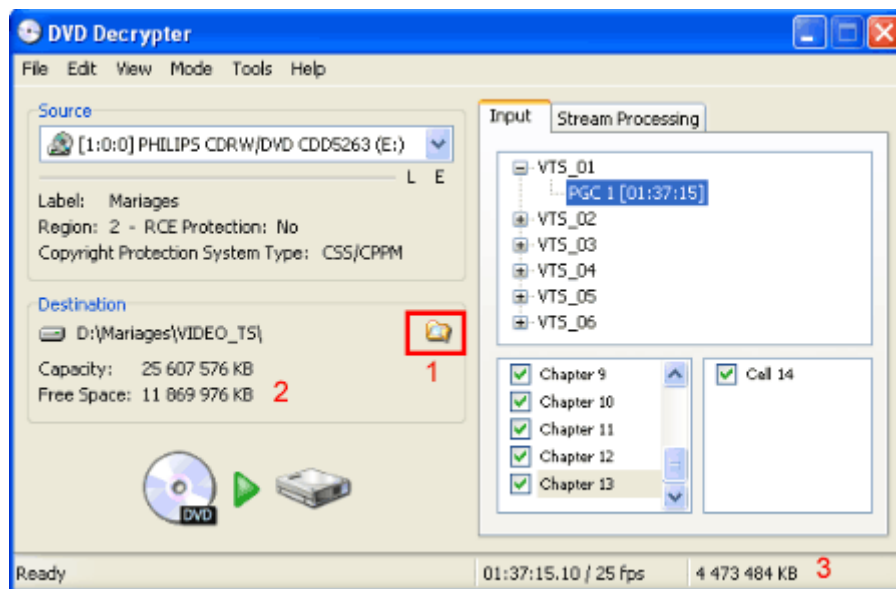 DVD Decrypter
File Edit View Mode Tools Help
Source
[1:0:0] PHILIPS CDRW/DVD CDD5263 (E:)
L E
Label: Mariages
Region: 2 - RCE Protection: No
Copyright Protection System Type: CSS/CPPM
Destination
D:\Mariages\VIDEO_TS\
1
Capacity: 25 607 576 KB
Free Space: 11 869 976 KB 2
DVD
Input Stream Processing
VTS_01
PGC 1 [01:37:15]
VTS_02
VTS_03
VTS_04
VTS_05
VTS_06
Chapter 9
Chapter 10
Chapter 11
Chapter 12
Chapter 13
Cell 14
Ready 01:37:15.10 / 25 fps 4 473 484 KB 3